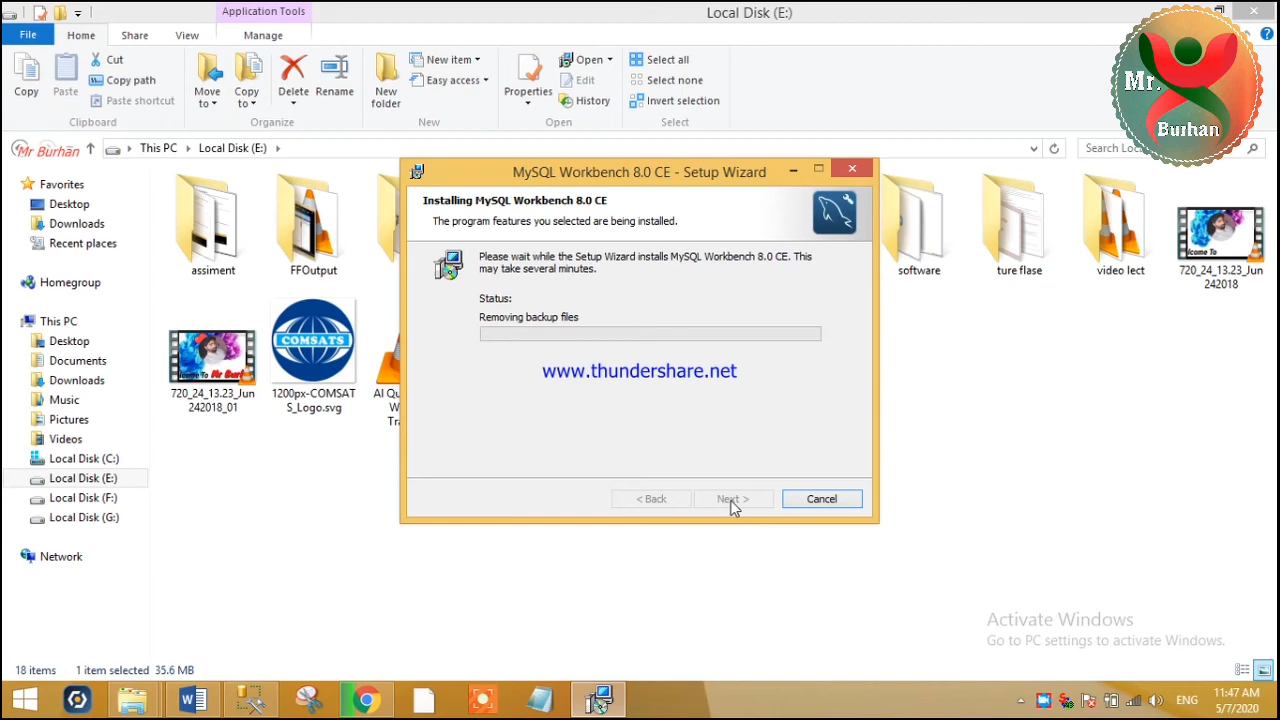 Application Tools
Local Disk (E:)
File
Home
Share
View
Manage
Copy
Paste
Cut
Copy path
Paste shortcut
Clipboard
Move to
Copy to
Delete
Rename
Organize
New folder
New item
Easy access
New
Properties
Open
Edit
History
Open
Select all
Select none
Invert selection
Select
Mr.
Burhan
Mr Burhan
This PC
Local Disk (E:)
Search Loc
Favorites
Desktop
Downloads
Recent places
Homegroup
This PC
Desktop
Documents
Downloads
Music
Pictures
Videos
Local Disk (C:)
Local Disk (E:)
Local Disk (F:)
Local Disk (G:)
Network
assiment
FFOutput
software
ture flase
video lect
720_24_13.23_Jun
242018
720_24_13.23_Jun
242018_01
COMSATS
1200px-COMSAT
S_Logo.svg
AI Qu
W
Tra
MySQL Workbench 8.0 CE - Setup Wizard
Installing MySQL Workbench 8.0 CE
The program features you selected are being installed.
Please wait while the Setup Wizard installs MySQL Workbench 8.0 CE. This
may take several minutes.
Status:
Removing backup files
www.thundershare.net
< Back
Next >
Cancel
Activate Windows
Go to PC settings to activate Windows.
18 items
1 item selected 35.6 MB
ENG
11:47 AM
5/7/2020